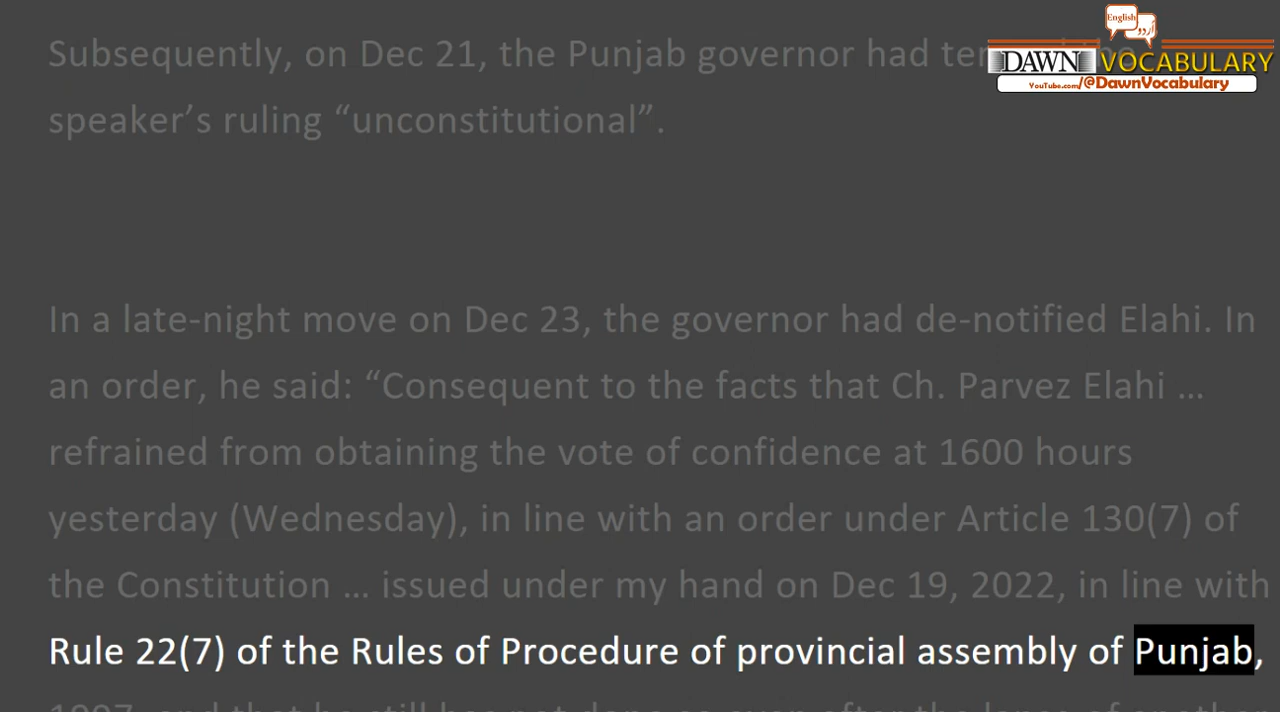 English
اردو
DAWN VOCABULARY
YouTube.com/@DawnVocabulary
Subsequently, on Dec 21, the Punjab governor had
speaker’s ruling “unconstitutional”.
In a late-night move on Dec 23, the governor had de-notified Elahi. In
an order, he said: “Consequent to the facts that Ch. Parvez Elahi …
refrained from obtaining the vote of confidence at 1600 hours
yesterday (Wednesday), in line with an order under Article 130(7) of
the Constitution … issued under my hand on Dec 19, 2022, in line with
Rule 22(7) of the Rules of Procedure of provincial assembly of Punjab,